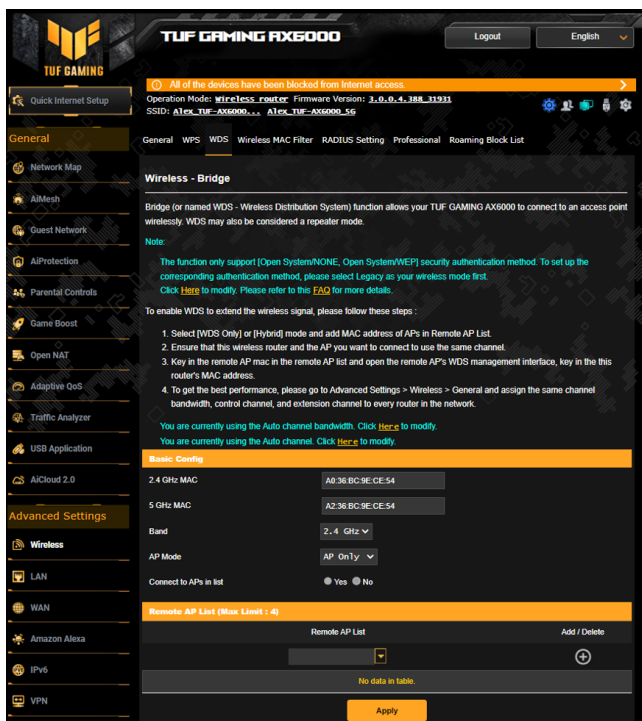 TUF GAMING
TUF GAMING AX6000
Logout
English
All of the devices have been blocked from Internet access.
Quick Internet Setup
Operation Mode: Wireless router Firmware Version: 3.0.0.4.388_31931
SSID: Alex_TUF-AX6000... Alex_TUF-AX6000_5G
General
Network Map
AiMesh
Guest Network
AiProtection
Parental Controls
Game Boost
Open NAT
Adaptive QoS
Traffic Analyzer
USB Application
AiCloud 2.0
Advanced Settings
Wireless
LAN
WAN
Amazon Alexa
IPv6
VPN
General WPS WDS Wireless MAC Filter RADIUS Setting Professional Roaming Block List
Wireless - Bridge
Bridge (or named WDS - Wireless Distribution System) function allows your TUF GAMING AX6000 to connect to an access point
wirelessly. WDS may also be considered a repeater mode.
Note:
The function only support [Open System/NONE, Open System/WEP] security authentication method. To set up the
corresponding authentication method, please select Legacy as your wireless mode first.
Click Here to modify. Please refer to this FAQ for more details.
To enable WDS to extend the wireless signal, please follow these steps :
1. Select [WDS Only] or [Hybrid] mode and add MAC address of APs in Remote AP List.
2. Ensure that this wireless router and the AP you want to connect to use the same channel.
3. Key in the remote AP mac in the remote AP list and open the remote AP's WDS management interface, key in the this
router's MAC address.
4. To get the best performance, please go to Advanced Settings > Wireless > General and assign the same channel
bandwidth, control channel, and extension channel to every router in the network.
You are currently using the Auto channel bandwidth. Click Here to modify.
You are currently using the Auto channel. Click Here to modify.
Basic Config
2.4 GHz MAC A0:36:BC:9E:CE:54
5 GHz MAC A2:36:BC:9E:CE:54
Band 2.4 GHz
AP Mode AP Only
Connect to APs in list Yes No
Remote AP List (Max Limit : 4)
Remote AP List Add / Delete
No data in table.
Apply